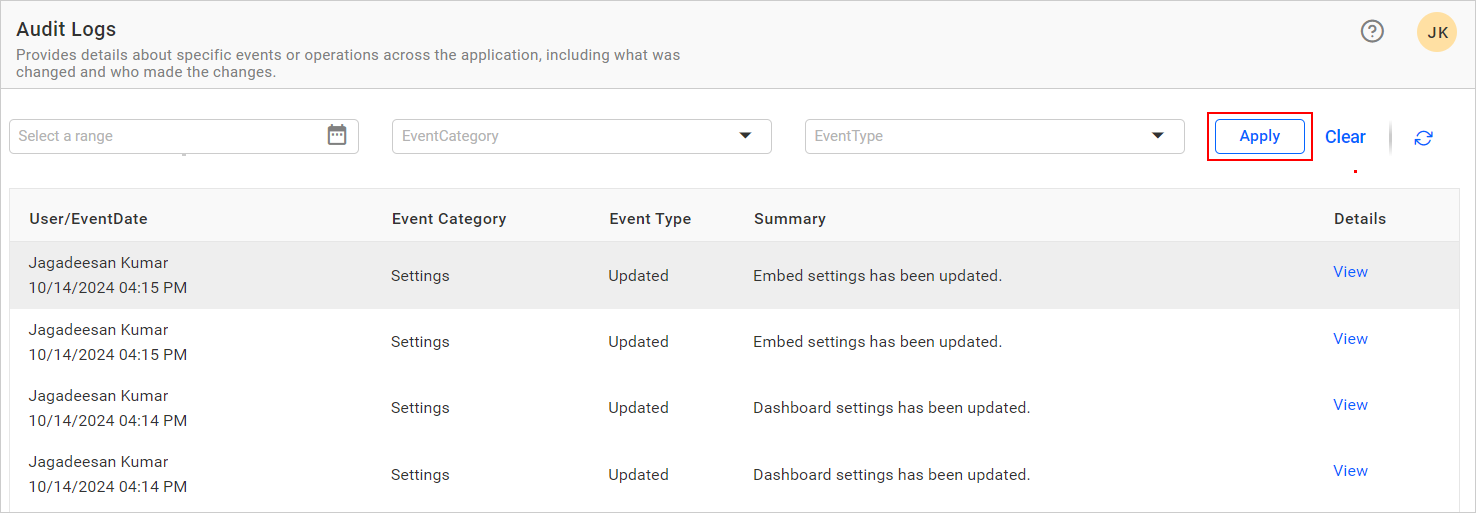 Audit Logs
Provides details about specific events or operations across the application, including what was
changed and who made the changes.
JK
Select a range
EventCategory
EventType
Apply
Clear
User/EventDate Event Category Event Type Summary Details
Jagadeesan Kumar
10/14/2024 04:15 PM
Settings Updated Embed settings has been updated. View
Jagadeesan Kumar
10/14/2024 04:15 PM
Settings Updated Embed settings has been updated. View
Jagadeesan Kumar
10/14/2024 04:14 PM
Settings Updated Dashboard settings has been updated. View
Jagadeesan Kumar
10/14/2024 04:14 PM
Settings Updated Dashboard settings has been updated. View